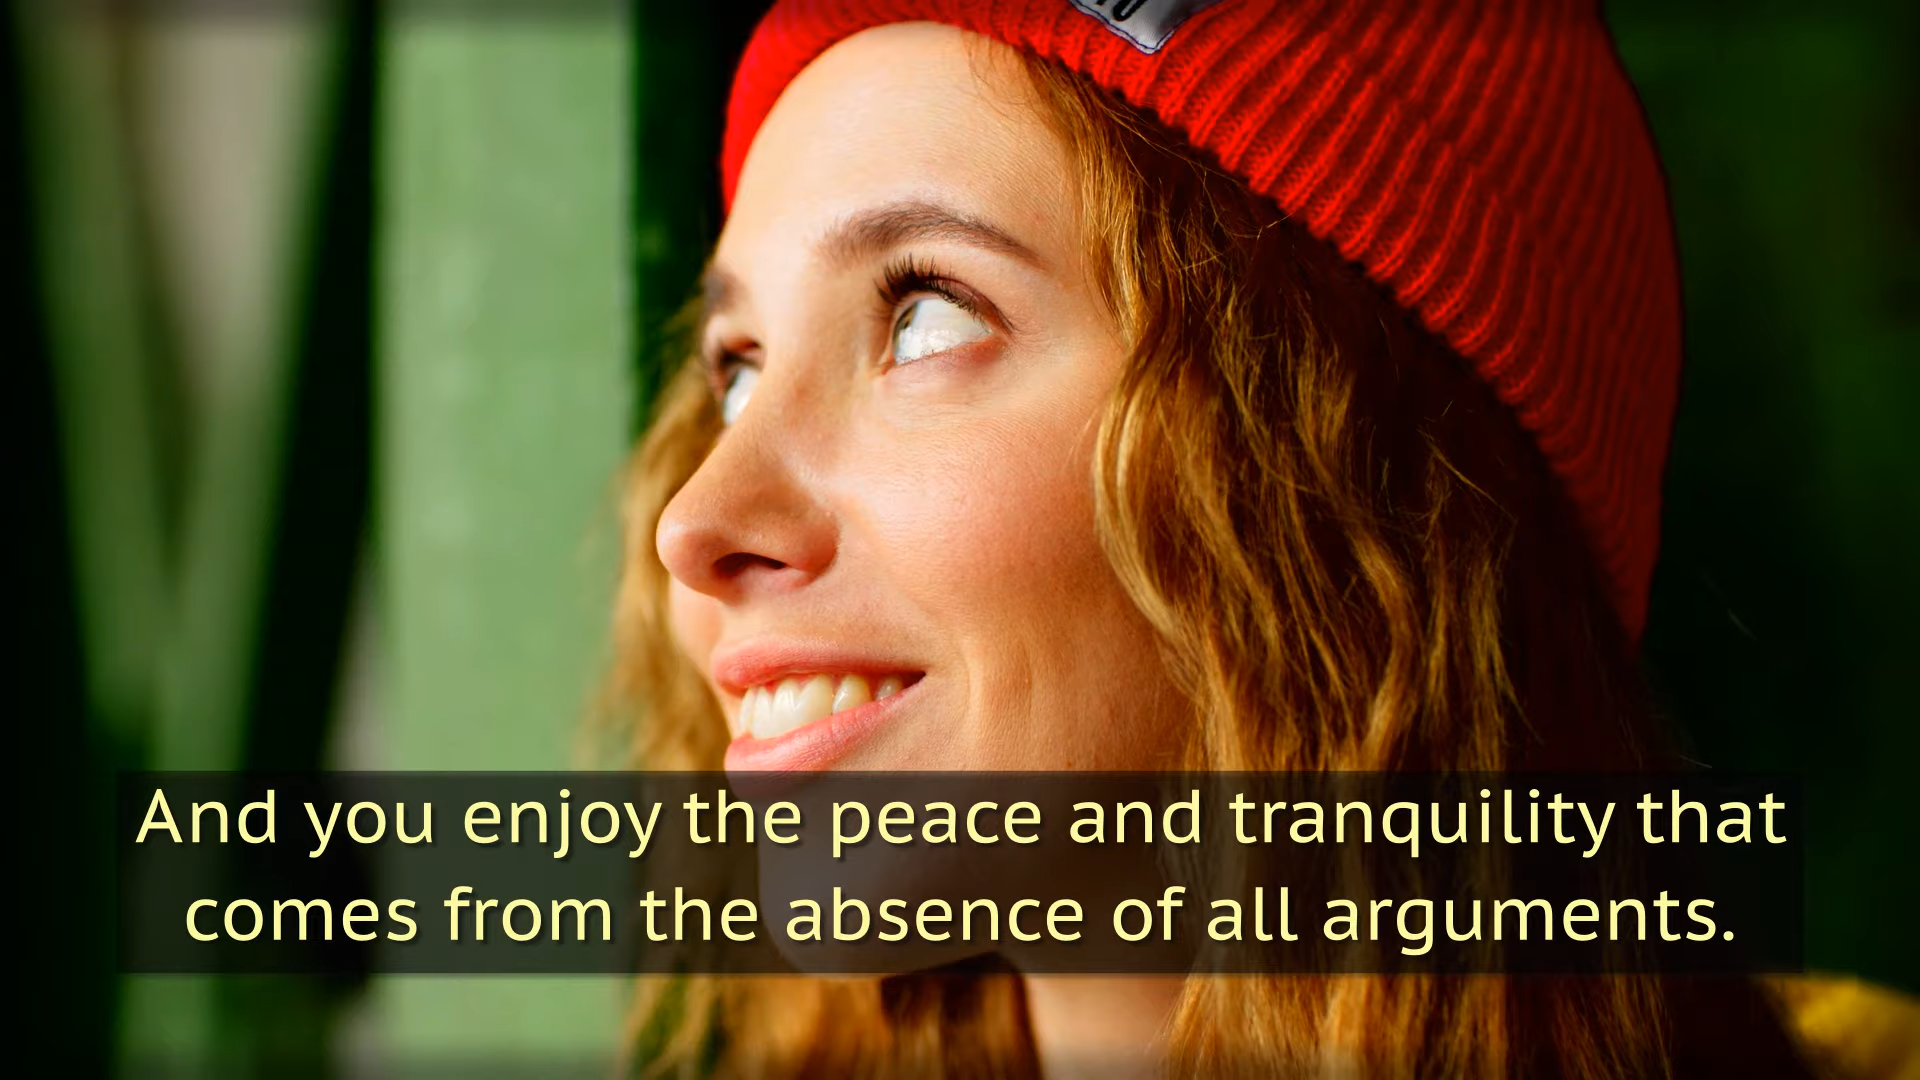 And you enjoy the peace and tranquility that
comes from the absence of all arguments.